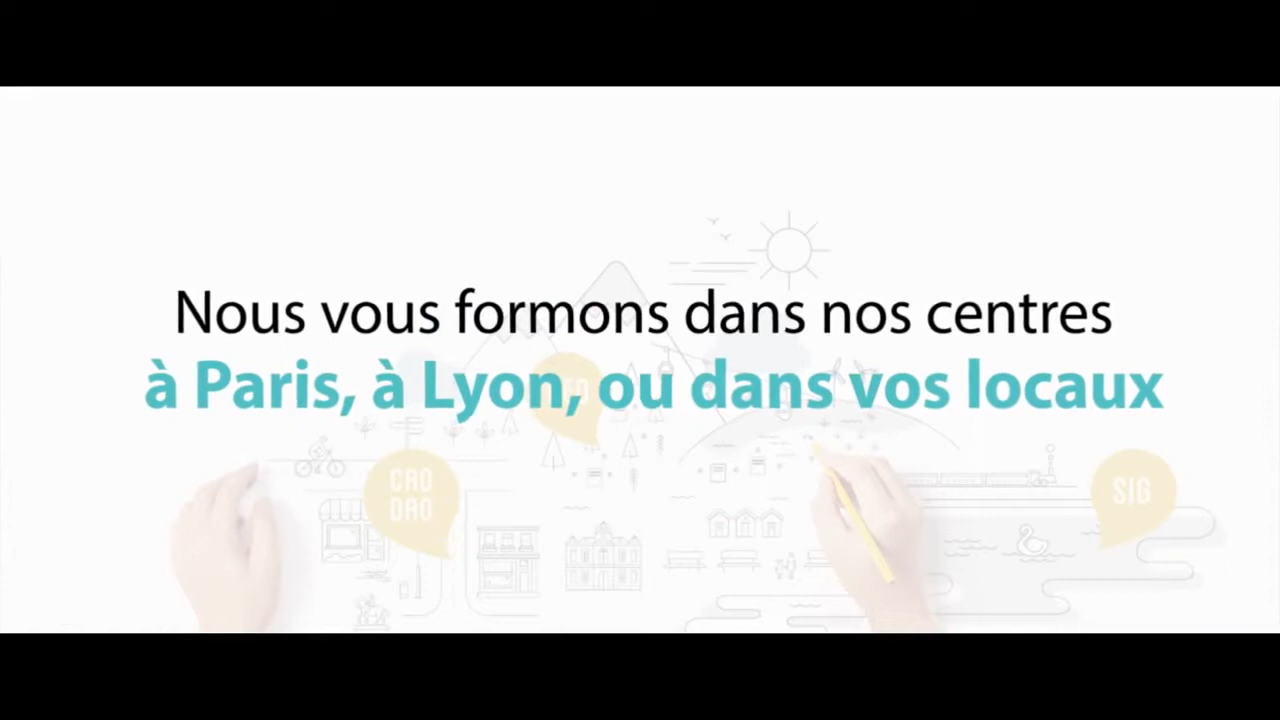 Nous vous formons dans nos centres
à Paris, à Lyon, ou dans vos locaux
CAO
DAO
SIG